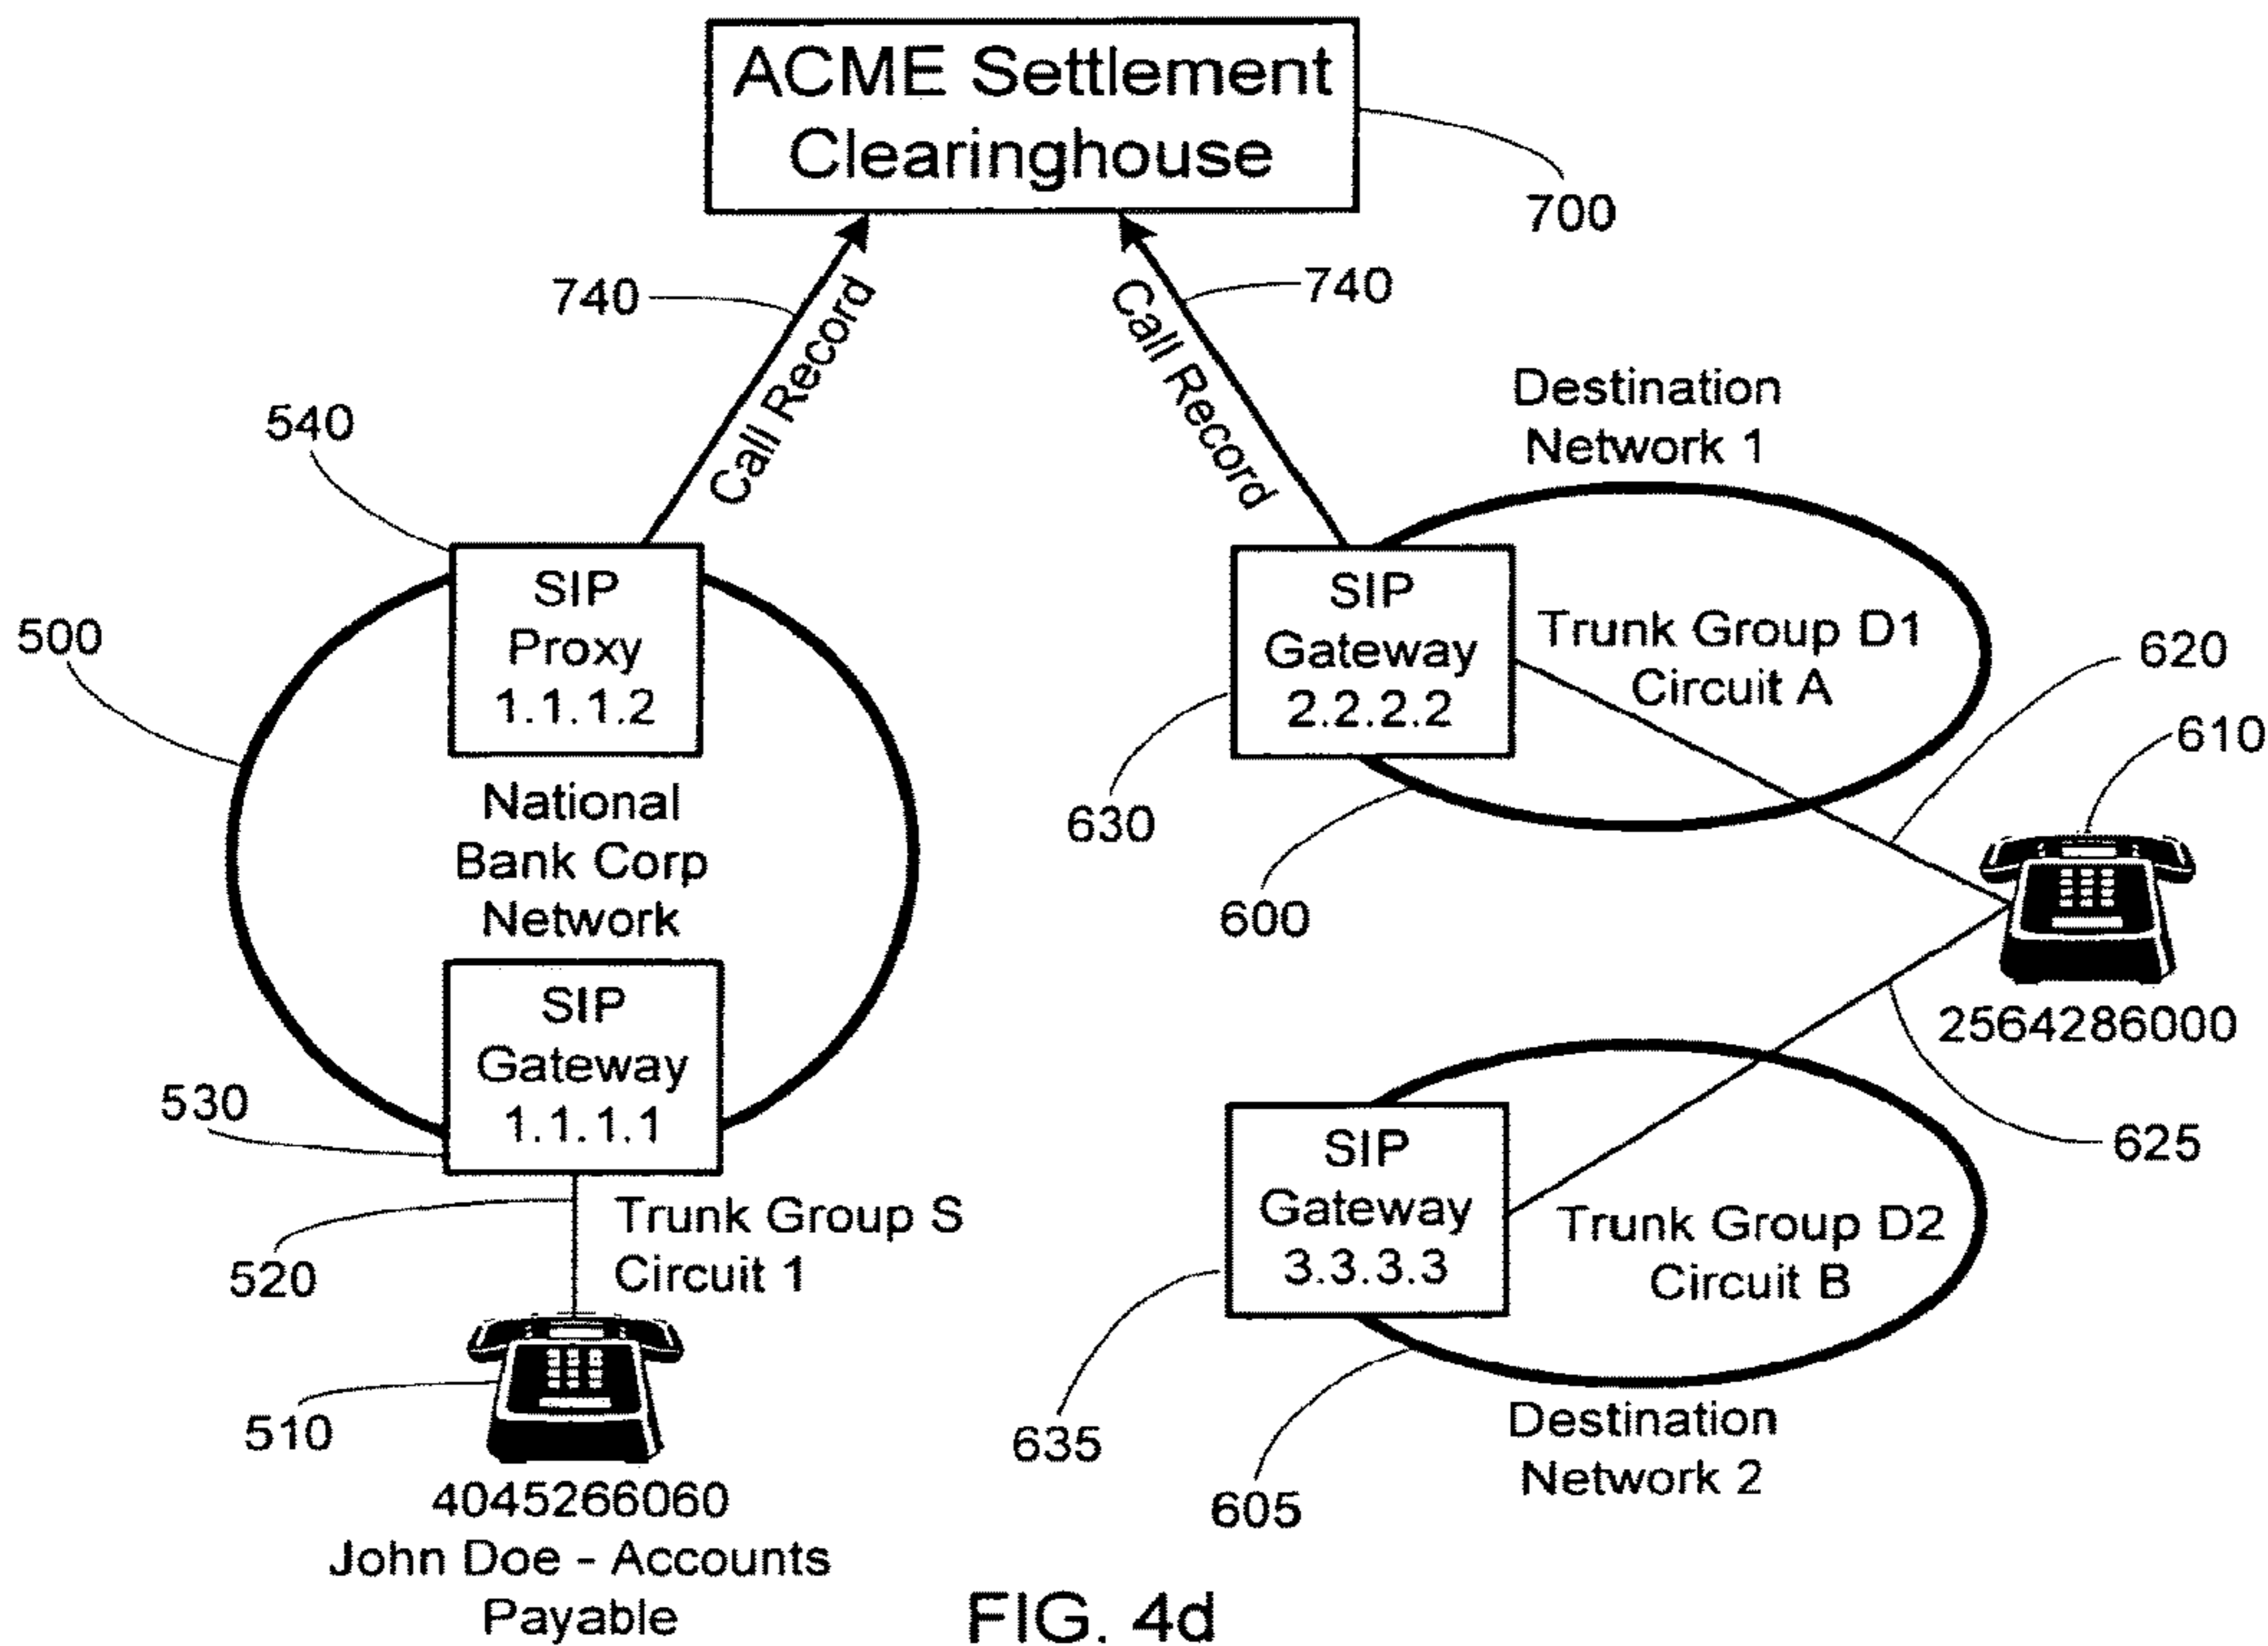 ACME Settlement
Clearinghouse
700
740
Call Record
740
Call Record
Destination
Network 1
540
500
SIP
Proxy
1.1.1.2
SIP
Gateway
2.2.2.2
Trunk Group D1
Circuit A
620
610
630
600
National
Bank Corp
Network
2564286000
SIP
Gateway
1.1.1.1
530
520
Trunk Group S
Circuit 1
510
4045266060
John Doe - Accounts
Payable
SIP
Gateway
3.3.3.3
Trunk Group D2
Circuit B
625
635
605
Destination
Network 2
FIG. 4d